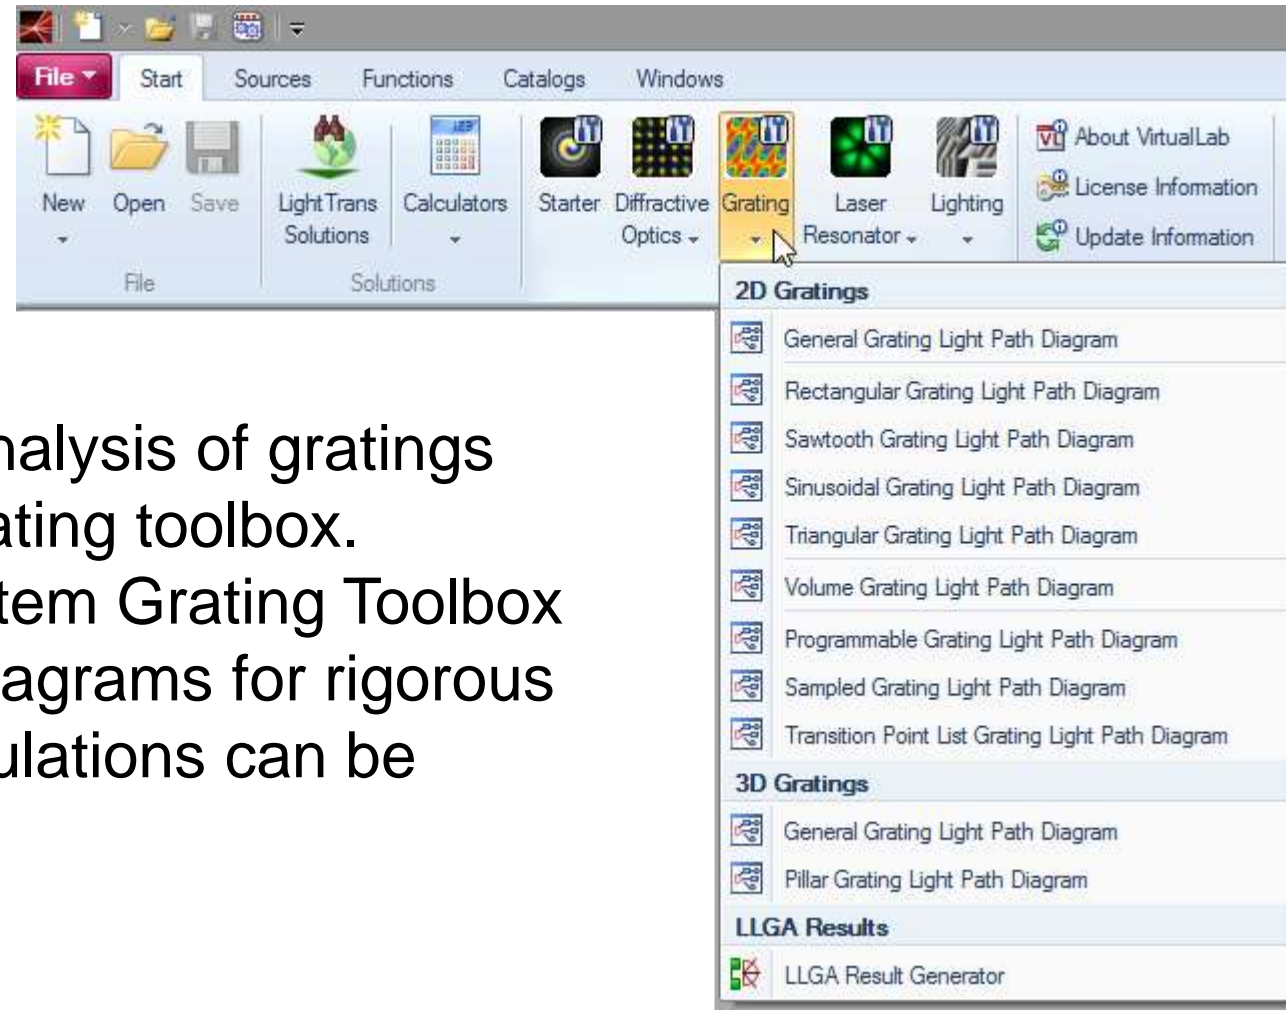 File Start Sources Functions Catalogs Windows
New Open Save LightTrans Solutions Calculators Starter Diffractive Optics Grating Laser Resonator Lighting
About VirtualLab
License Information
Update Information
File Solutions
2D Gratings
General Grating Light Path Diagram
Rectangular Grating Light Path Diagram
Sawtooth Grating Light Path Diagram
Sinusoidal Grating Light Path Diagram
Triangular Grating Light Path Diagram
Volume Grating Light Path Diagram
Programmable Grating Light Path Diagram
Sampled Grating Light Path Diagram
Transition Point List Grating Light Path Diagram
3D Gratings
General Grating Light Path Diagram
Pillar Grating Light Path Diagram
LLGA Results
LLGA Result Generator
nalysis of gratings
ating toolbox.
tem Grating Toolbox
agrams for rigorous
ulations can be